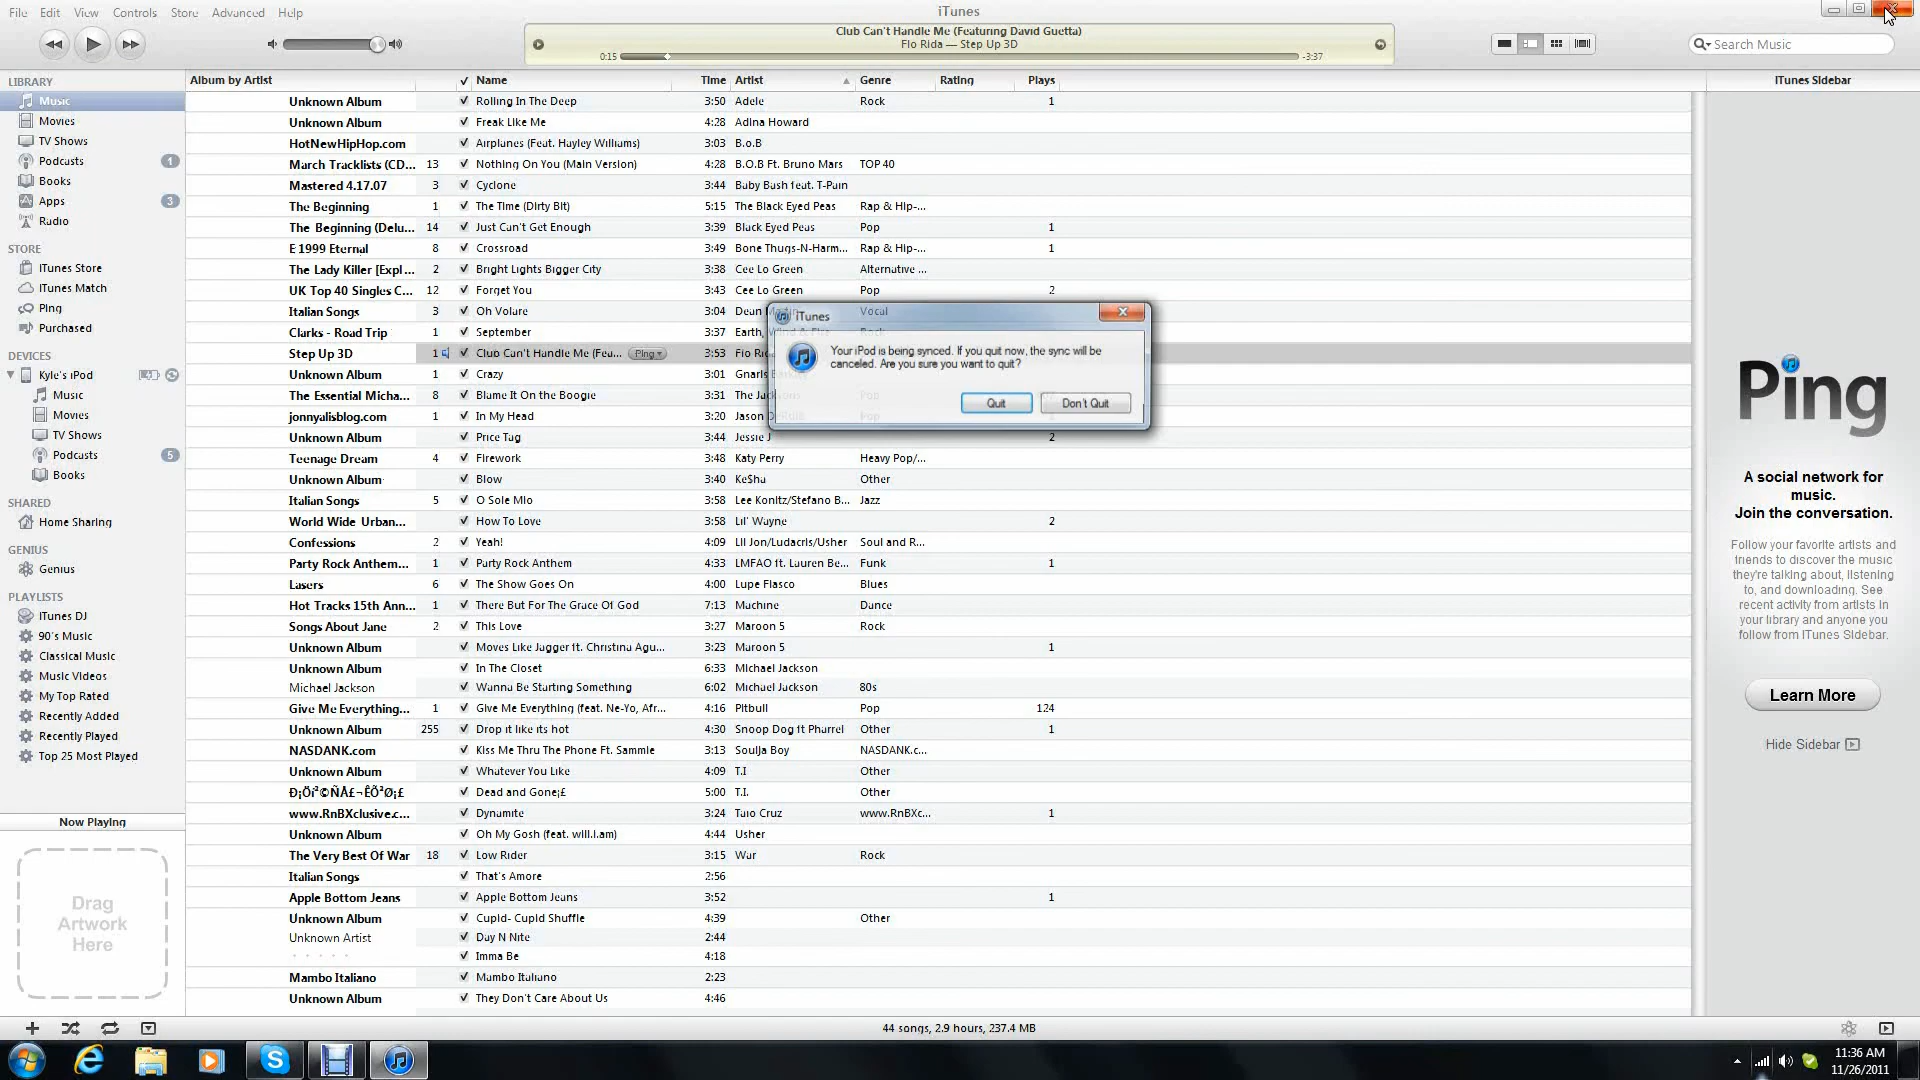 File Edit View Controls Store Advanced Help
iTunes
Club Can't Handle Me (Featuring David Guetta)
Flo Rida — Step Up 3D
0:15 -3:37
Search Music
LIBRARY
Music
Movies
TV Shows
Podcasts 1
Books
Apps 3
Radio
STORE
iTunes Store
iTunes Match
Ping
Purchased
DEVICES
Kyle's iPod
Music
Movies
TV Shows
Podcasts 5
Books
SHARED
Home Sharing
GENIUS
Genius
PLAYLISTS
iTunes DJ
90's Music
Classical Music
Music Videos
My Top Rated
Recently Added
Recently Played
Top 25 Most Played
Now Playing
Drag
Artwork
Here
Album by Artist Name Time Artist Genre Rating Plays
Unknown Album Rolling In The Deep 3:50 Adele Rock 1
Unknown Album Freak Like Me 4:28 Adina Howard
HotNewHipHop.com Airplanes (Feat. Hayley Williams) 3:03 B.o.B
March Tracklists (CD... 13 Nothing On You (Main Version) 4:28 B.O.B Ft. Bruno Mars TOP 40
Mastered 4.17.07 3 Cyclone 3:44 Baby Bash feat. T-Pain
The Beginning 1 The Time (Dirty Bit) 5:15 The Black Eyed Peas Rap & Hip-...
The Beginning (Delu... 14 Just Can't Get Enough 3:39 Black Eyed Peas Pop 1
E 1999 Eternal 8 Crossroad 3:49 Bone Thugs-N-Harm... Rap & Hip-... 1
The Lady Killer [Expl... 2 Bright Lights Bigger City 3:38 Cee Lo Green Alternative ...
UK Top 40 Singles C... 12 Forget You 3:43 Cee Lo Green Pop 2
Italian Songs 3 Oh Volare 3:04 Dean Vocal
Clarks - Road Trip 1 September 3:37 Earth, Wind & Fire Rock
Step Up 3D 1 Club Can't Handle Me (Fea... Ping 3:53 Flo
Unknown Album 1 Crazy 3:01 Gnarls
The Essential Micha... 8 Blame It On the Boogie 3:31 The Pop
jonnyalisblog.com 1 In My Head 3:20 Jason
Unknown Album Price Tag 3:44 Jessie J 2
Teenage Dream 4 Firework 3:48 Katy Perry Heavy Pop/...
Unknown Album Blow 3:40 Ke$ha Other
Italian Songs 5 O Sole Mio 3:58 Lee Konitz/Stefano B... Jazz
World Wide Urban... How To Love 3:58 Lil' Wayne 2
Confessions 2 Yeah! 4:09 Lil Jon/Ludacris/Usher Soul and R...
Party Rock Anthem... 1 Party Rock Anthem 4:33 LMFAO ft. Lauren Be... Funk 1
Lasers 6 The Show Goes On 4:00 Lupe Fiasco Blues
Hot Tracks 15th Ann... 1 There But For The Grace Of God 7:13 Machine Dance
Songs About Jane 2 This Love 3:27 Maroon 5 Rock
Unknown Album Moves Like Jagger ft. Christina Agu... 3:23 Maroon 5 1
Unknown Album In The Closet 6:33 Michael Jackson
Michael Jackson Wanna Be Starting Something 6:02 Michael Jackson 80s
Give Me Everything... 1 Give Me Everything (feat. Ne-Yo, Afr... 4:16 Pitbull Pop 124
Unknown Album 255 Drop it like its hot 4:30 Snoop Dog ft Pharrel Other 1
NASDANK.com Kiss Me Thru The Phone Ft. Sammie 3:13 Soulja Boy NASDANK.c...
Unknown Album Whatever You Like 4:09 T.I Other
Ð¡Öí²©ÑÅ£¬ÊÕ²Ø¡£ Dead and Gone¡£ 5:00 T.I. Other
www.RnBXclusive.c... Dynamite 3:24 Taio Cruz www.RnBXc... 1
Unknown Album Oh My Gosh (feat. will.i.am) 4:44 Usher
The Very Best Of War 18 Low Rider 3:15 War Rock
Italian Songs That's Amore 2:56
Apple Bottom Jeans Apple Bottom Jeans 3:52 1
Unknown Album Cupid- Cupid Shuffle 4:39 Other
Unknown Artist Day N Nite 2:44
Imma Be 4:18
Mambo Italiano Mambo Italiano 2:23
Unknown Album They Don't Care About Us 4:46
iTunes
Your iPod is being synced. If you quit now, the sync will be
canceled. Are you sure you want to quit?
Quit Don't Quit
iTunes Sidebar
Ping
A social network for
music.
Join the conversation.
Follow your favorite artists and
friends to discover the music
they're talking about, listening
to, and downloading. See
recent activity from artists in
your library and anyone you
follow from iTunes Sidebar.
Learn More
Hide Sidebar
44 songs, 2.9 hours, 237.4 MB
11:36 AM
11/26/2011